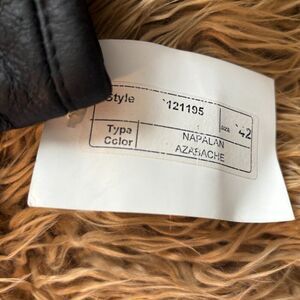 Style 121195 SIZE 42
Type NAPALAN
Color AZABACHE